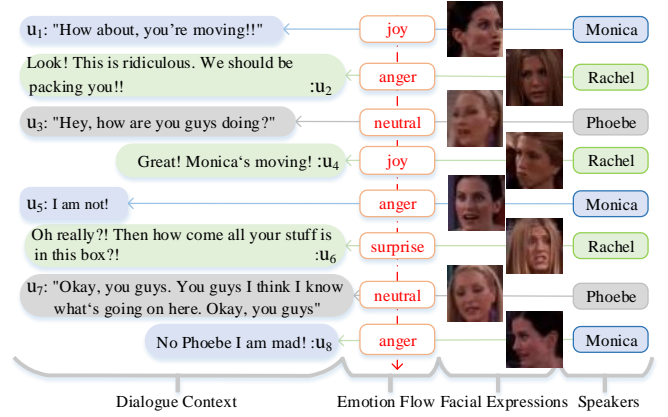 u1: "How about, you're moving!!" joy Monica
Look! This is ridiculous. We should be
packing you!! :u2 anger Rachel
u3: "Hey, how are you guys doing?" neutral Phoebe
Great! Monica's moving! :u4 joy Rachel
u5: I am not! anger Monica
Oh really?! Then how come all your stuff is
in this box?! :u6 surprise Rachel
u7: "Okay, you guys. You guys I think I know
what's going on here. Okay, you guys" neutral Phoebe
No Phoebe I am mad! :u8 anger Monica
Dialogue Context Emotion Flow Facial Expressions Speakers